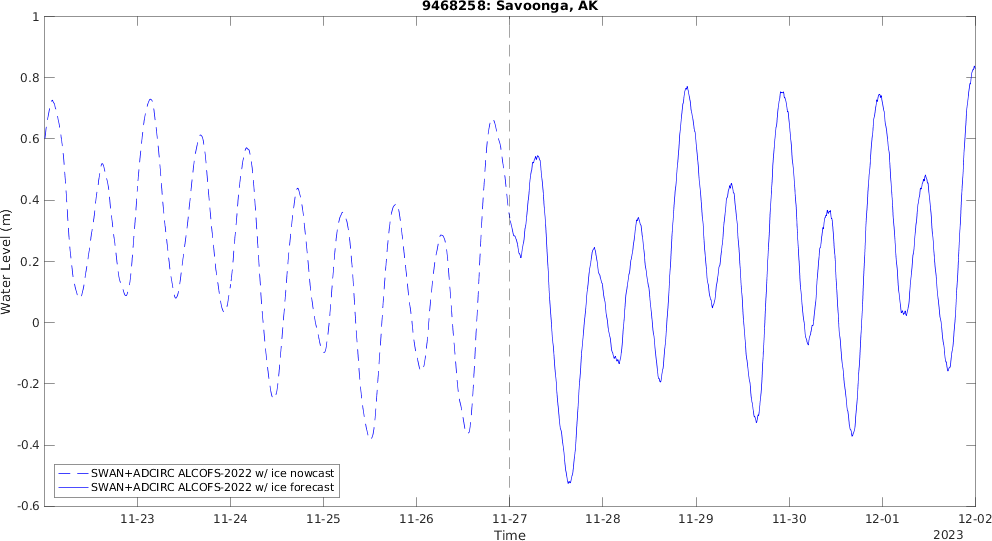 9468258: Savoonga, AK
1
0.8
0.6
0.4
0.2
0
-0.2
-0.4
-0.6
Water Level (m)
SWAN+ADCIRC ALCOFS-2022 w/ ice nowcast
SWAN+ADCIRC ALCOFS-2022 w/ ice forecast
11-23 11-24 11-25 11-26 11-27 11-28 11-29 11-30 12-01 12-02
Time
2023